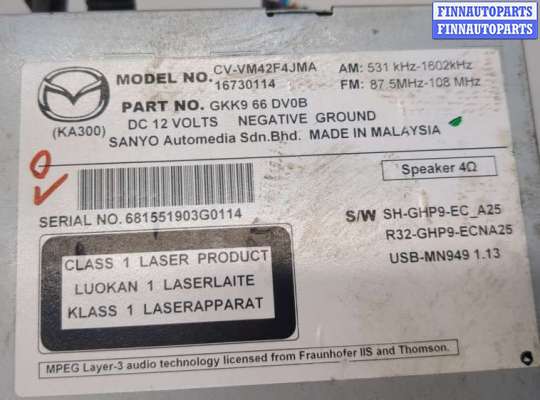 FINNAUTOPARTS
FINNAUTOPARTS
MODEL NO. CV-VM42F4JMA AM: 531 kHz-1602kHz
16730114 FM: 87.5MHz-108 MHz
PART NO. GKK9 66 DV0B
(KA300) DC 12 VOLTS NEGATIVE GROUND
SANYO Automedia Sdn.Bhd. MADE IN MALAYSIA
Speaker 4Ω
SERIAL NO.681551903G0114
S/W SH-GHP9-EC_A25
R32-GHP9-ECNA25
USB-MN949 1.13
CLASS 1 LASER PRODUCT
LUOKAN 1 LASERLAITE
KLASS 1 LASERAPPARAT
MPEG Layer-3 audio technology licensed from Fraunhofer IIS and Thomson.
FINNAUTOPARTS
FINNAUTOPARTS